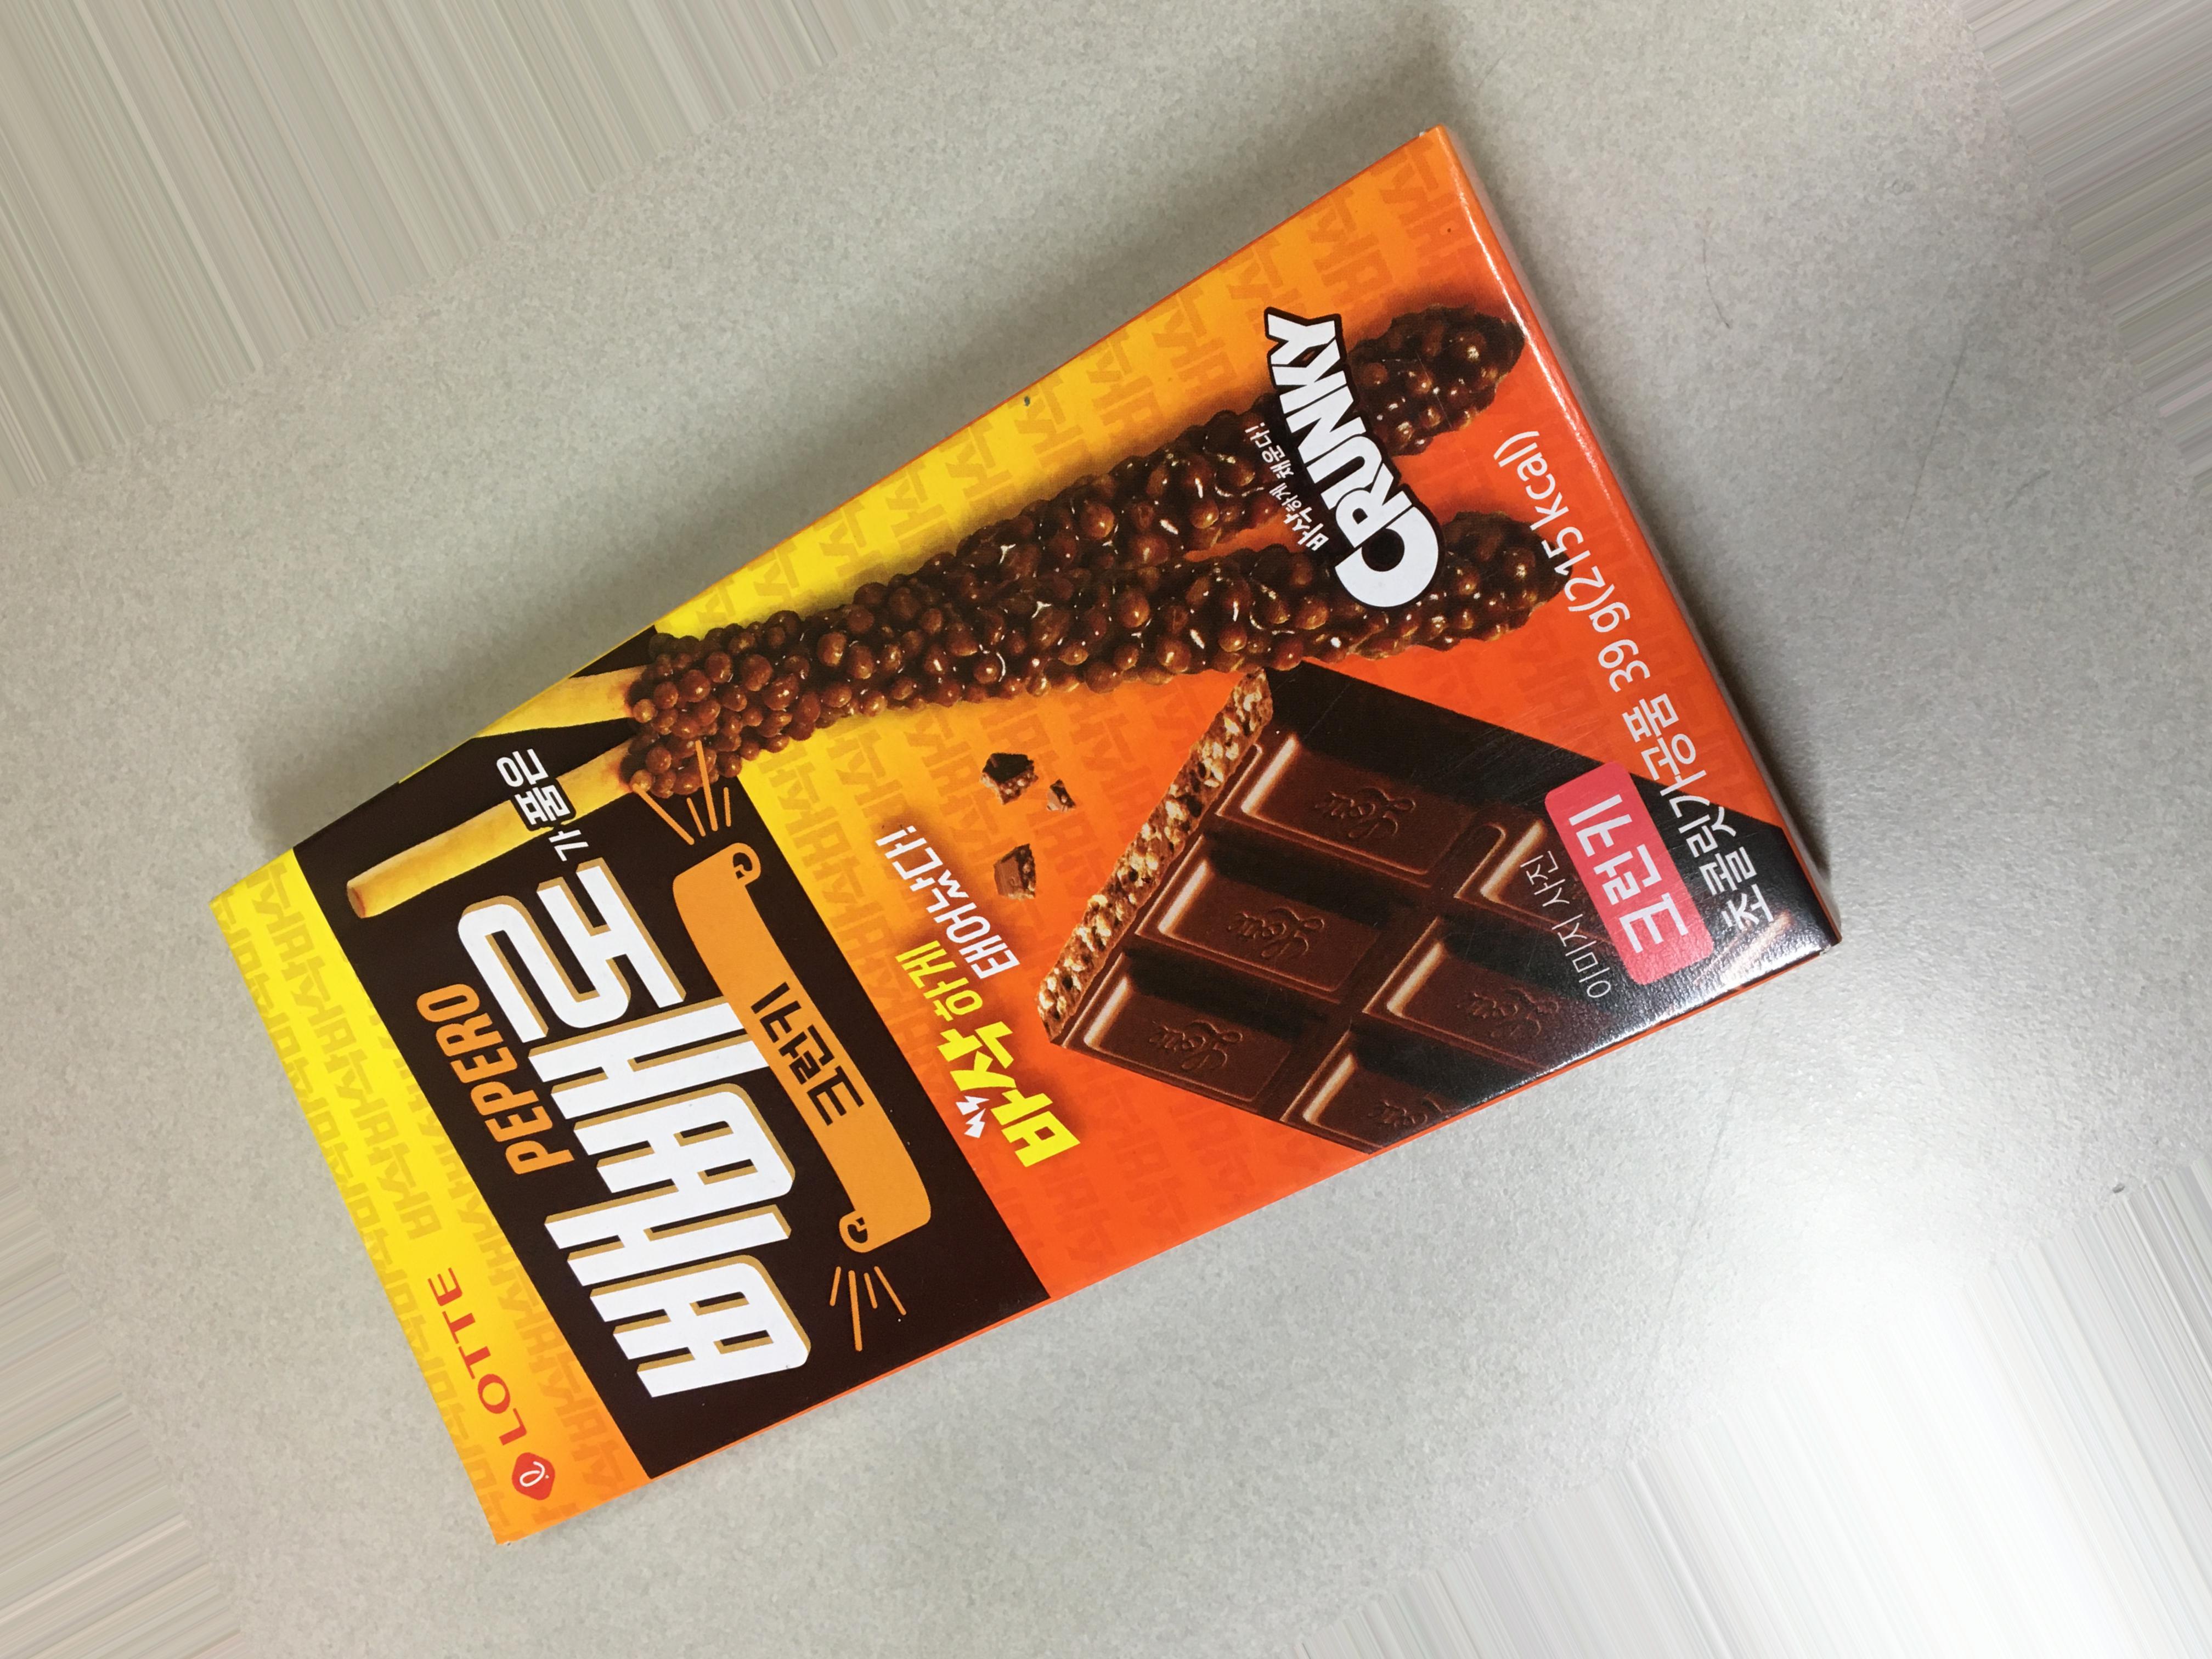 LOTTE
PEPERO
빼빼로가 품은
크런키
바삭하게
태어났다!
바삭하게 채운다!
CRUNKY
이미지 사진
크런키
초콜릿가공품 39 g(215 kcal)